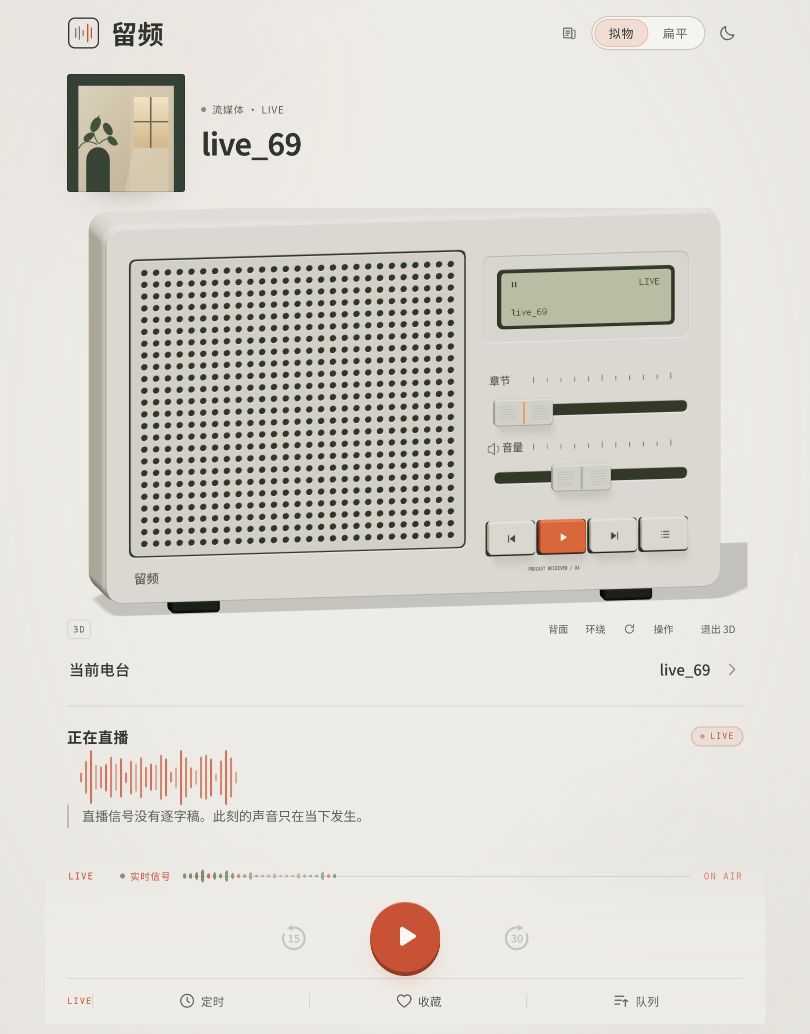 留频
拟物 扁平
流媒体 • LIVE
live_69
LIVE
live_69
章节
音量
PODCAST RECEIVER / 01
留频
3D 背面 环绕 操作 退出 3D
当前电台 live_69
正在直播 LIVE
直播信号没有逐字稿。此刻的声音只在当下发生。
LIVE 实时信号 ON AIR
15 30
LIVE 定时 收藏 队列